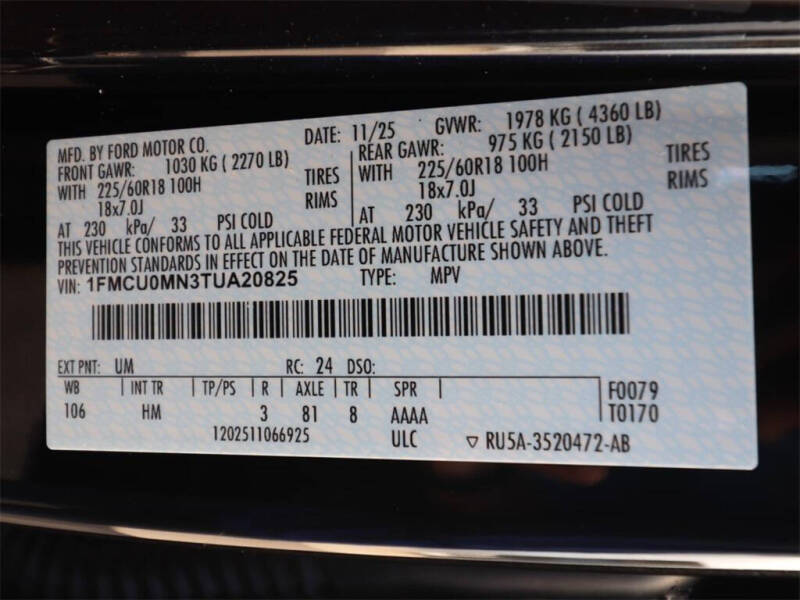 MFD. BY FORD MOTOR CO. DATE: 11/25 GVWR: 1978 KG ( 4360 LB)
FRONT GAWR: 1030 KG ( 2270 LB) REAR GAWR: 975 KG ( 2150 LB)
WITH 225/60R18 100H TIRES WITH 225/60R18 100H TIRES
18x7.0J RIMS 18x7.0J RIMS
AT 230 kPa/ 33 PSI COLD AT 230 kPa/ 33 PSI COLD
THIS VEHICLE CONFORMS TO ALL APPLICABLE FEDERAL MOTOR VEHICLE SAFETY AND THEFT
PREVENTION STANDARDS IN EFFECT ON THE DATE OF MANUFACTURE SHOWN ABOVE.
VIN: 1FMCU0MN3TUA20825 TYPE: MPV
EXT PNT: UM RC: 24 DSO:
WB INT TR TP/PS R AXLE TR SPR F0079
106 HM 3 81 8 AAAA T0170
1202511066925 ULC ▽ RU5A-3520472-AB